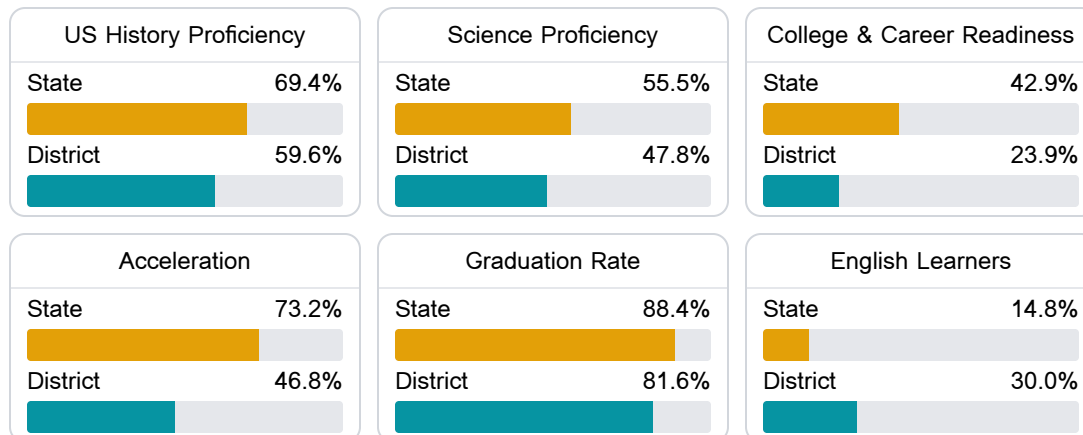 US History Proficiency
State 69.4%
District 59.6%
Science Proficiency
State 55.5%
District 47.8%
College & Career Readiness
State 42.9%
District 23.9%
Acceleration
State 73.2%
District 46.8%
Graduation Rate
State 88.4%
District 81.6%
English Learners
State 14.8%
District 30.0%